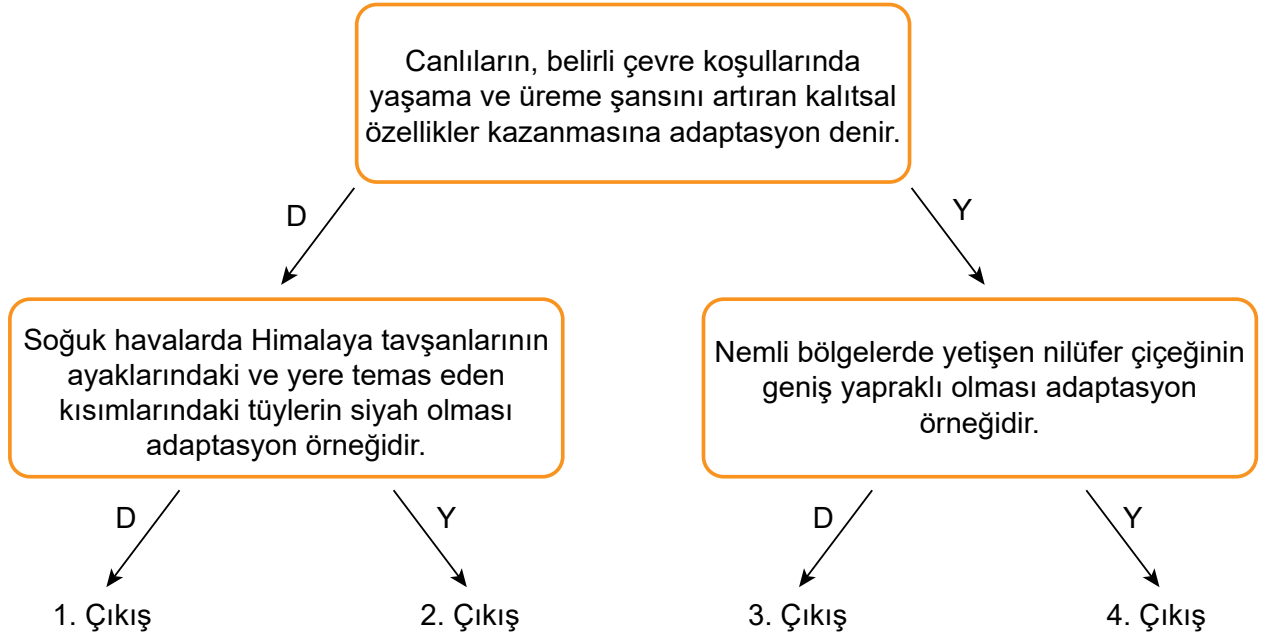 Canlıların, belirli çevre koşullarında
yaşama ve üreme şansını artıran kalıtsal
özellikler kazanmasına adaptasyon denir.
D
Y
Soğuk havalarda Himalaya tavşanlarının
ayaklarındaki ve yere temas eden
kısımlarındaki tüylerin siyah olması
adaptasyon örneğidir.
Nemli bölgelerde yetişen nilüfer çiçeğinin
geniş yapraklı olması adaptasyon
örneğidir.
D
Y
D
Y
1. Çıkış
2. Çıkış
3. Çıkış
4. Çıkış